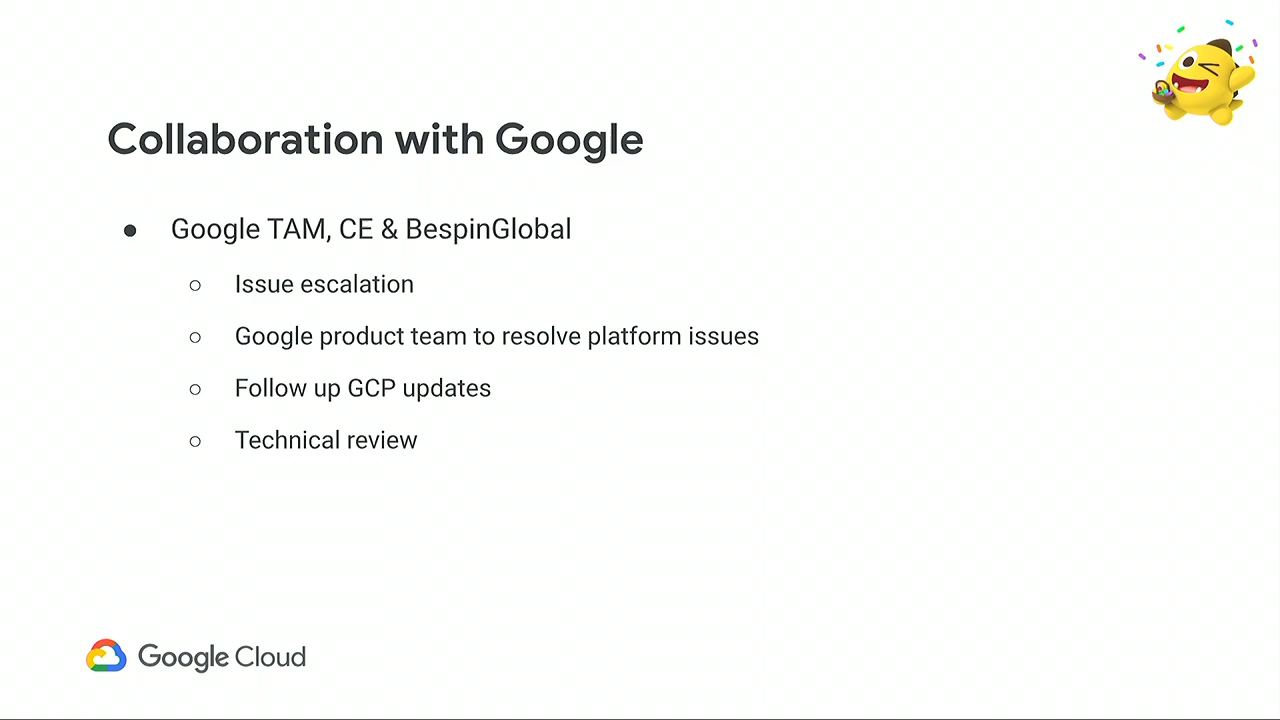 Collaboration with Google
● Google TAM, CE & BespinGlobal
○ Issue escalation
○ Google product team to resolve platform issues
○ Follow up GCP updates
○ Technical review
Google Cloud